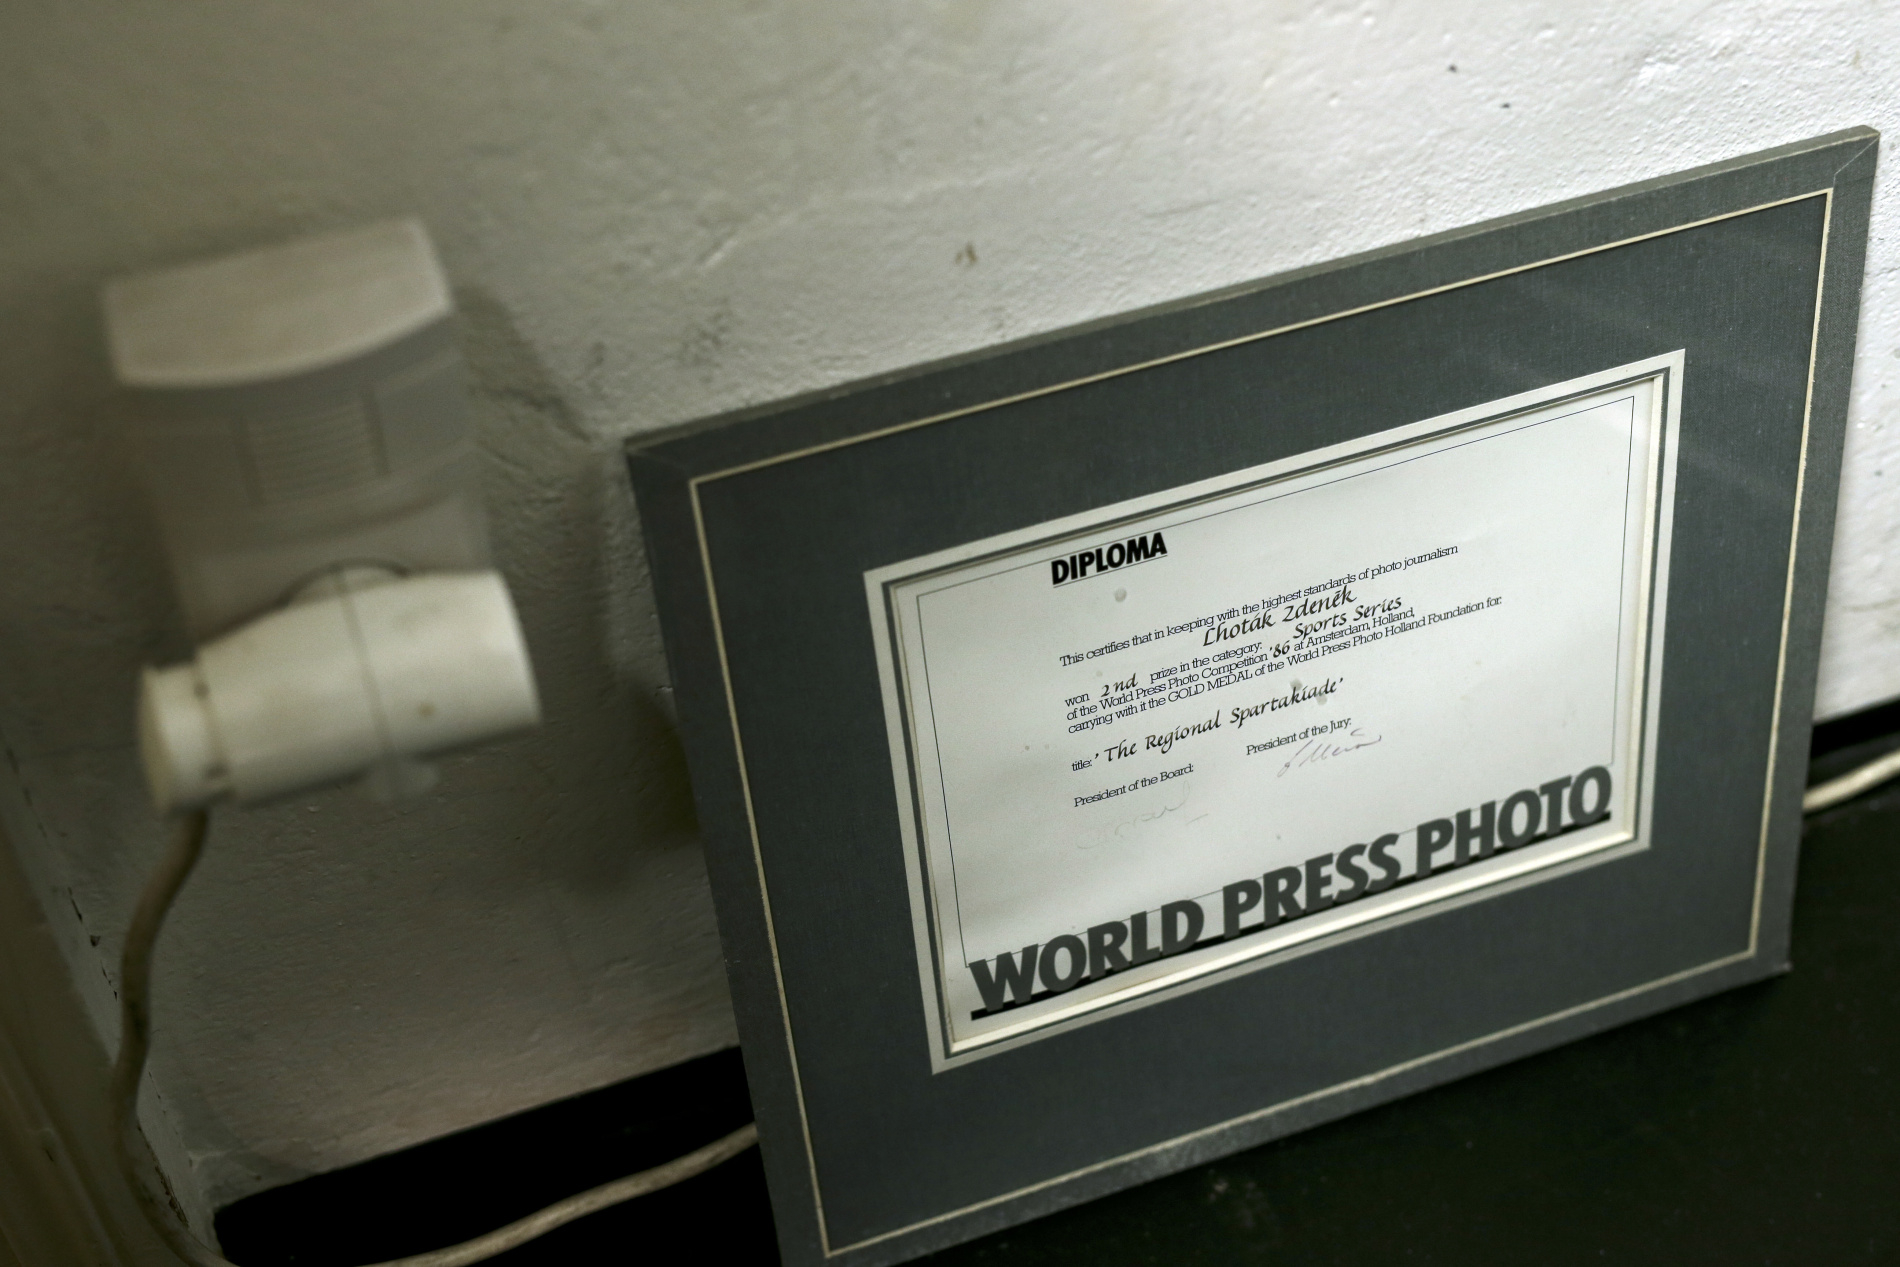 DIPLOMA
This certifies that in keeping with the highest standards of photo journalism
Lhoták Zdeněk
won 2nd prize in the category: Sports Series
of the World Press Photo Competition '86 at Amsterdam, Holland,
carrying with it the GOLD MEDAL of the World Press Photo Holland Foundation for:
title: 'The Regional Spartakiade'
President of the Board:
President of the Jury:
WORLD PRESS PHOTO